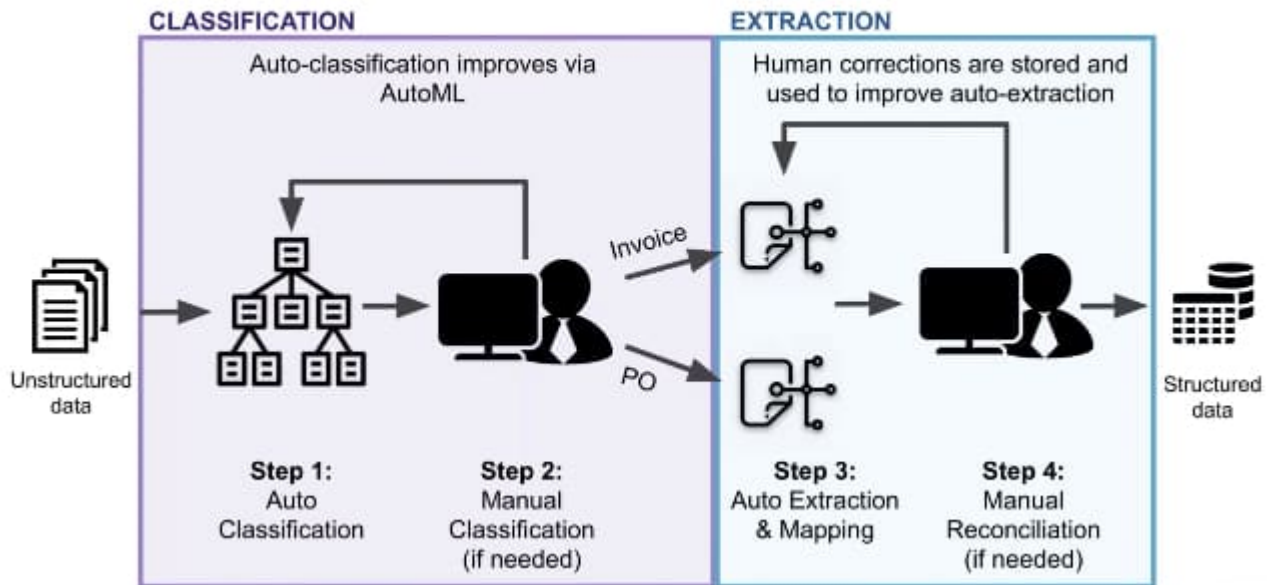 CLASSIFICATION
EXTRACTION
Auto-classification improves via
AutoML
Human corrections are stored and
used to improve auto-extraction
Invoice
PO
Unstructured
data
Structured
data
Step 1:
Auto
Classification
Step 2:
Manual
Classification
(if needed)
Step 3:
Auto Extraction
& Mapping
Step 4:
Manual
Reconciliation
(if needed)